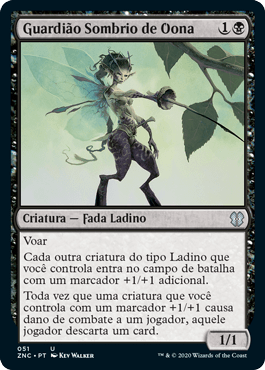 Guardião Sombrio de Oona 1
Criatura — Fada Ladino
Voar
Cada outra criatura do tipo Ladino que
você controla entra no campo de batalha
com um marcador +1/+1 adicional.
Toda vez que uma criatura que você
controla com um marcador +1/+1 causa
dano de combate a um jogador, aquele
jogador descarta um card.
1/1
051 U
ZNC • PT Kev Walker
™ & © 2020 Wizards of the Coast